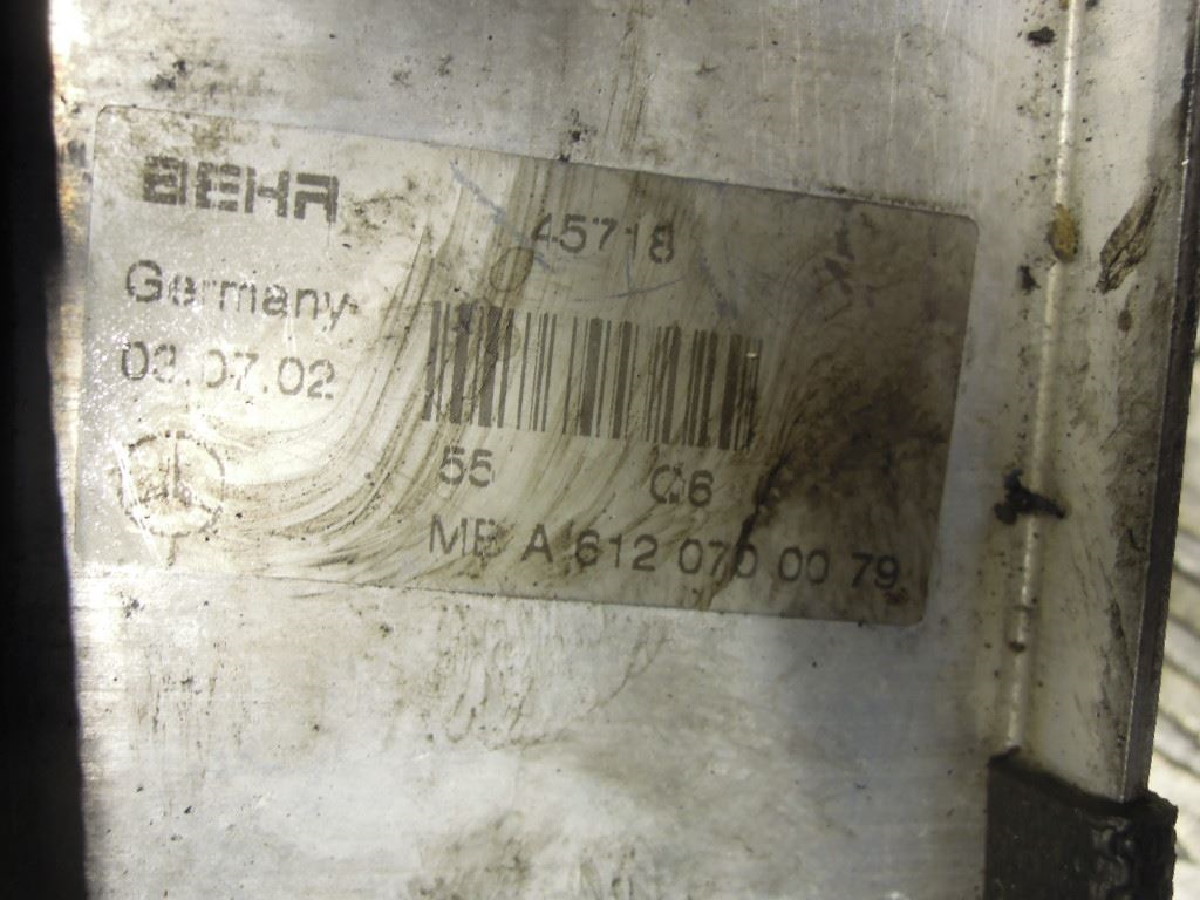 BEHR
45718
Germany
03.07.02
55 Q6
MB A 612 070 00 79